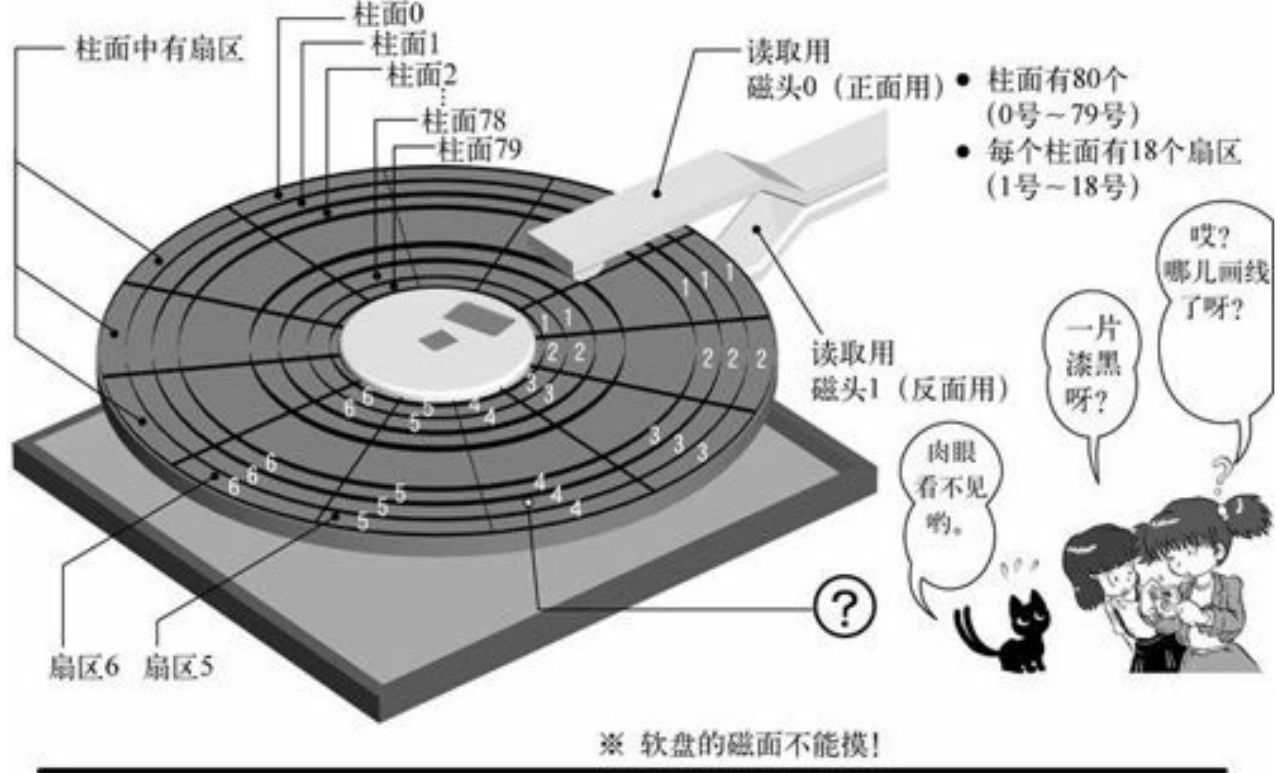 柱面0
柱面1
柱面中有扇区
柱面2
⋮
柱面78
柱面79
读取用
磁头0（正面用）
● 柱面有80个
(0号～79号)
● 每个柱面有18个扇区
(1号～18号)
哎?
哪儿画线
了呀?
一片
漆黑
呀?
读取用
磁头1（反面用）
肉眼
看不见
哟。
1 1 1
1 1
2 2 2 2 2
3 3
3 3 3
4 4
4 4 4
5 5
5 5 5
6 6
6 6 6
?
?
扇区6 扇区5
※ 软盘的磁面不能摸!